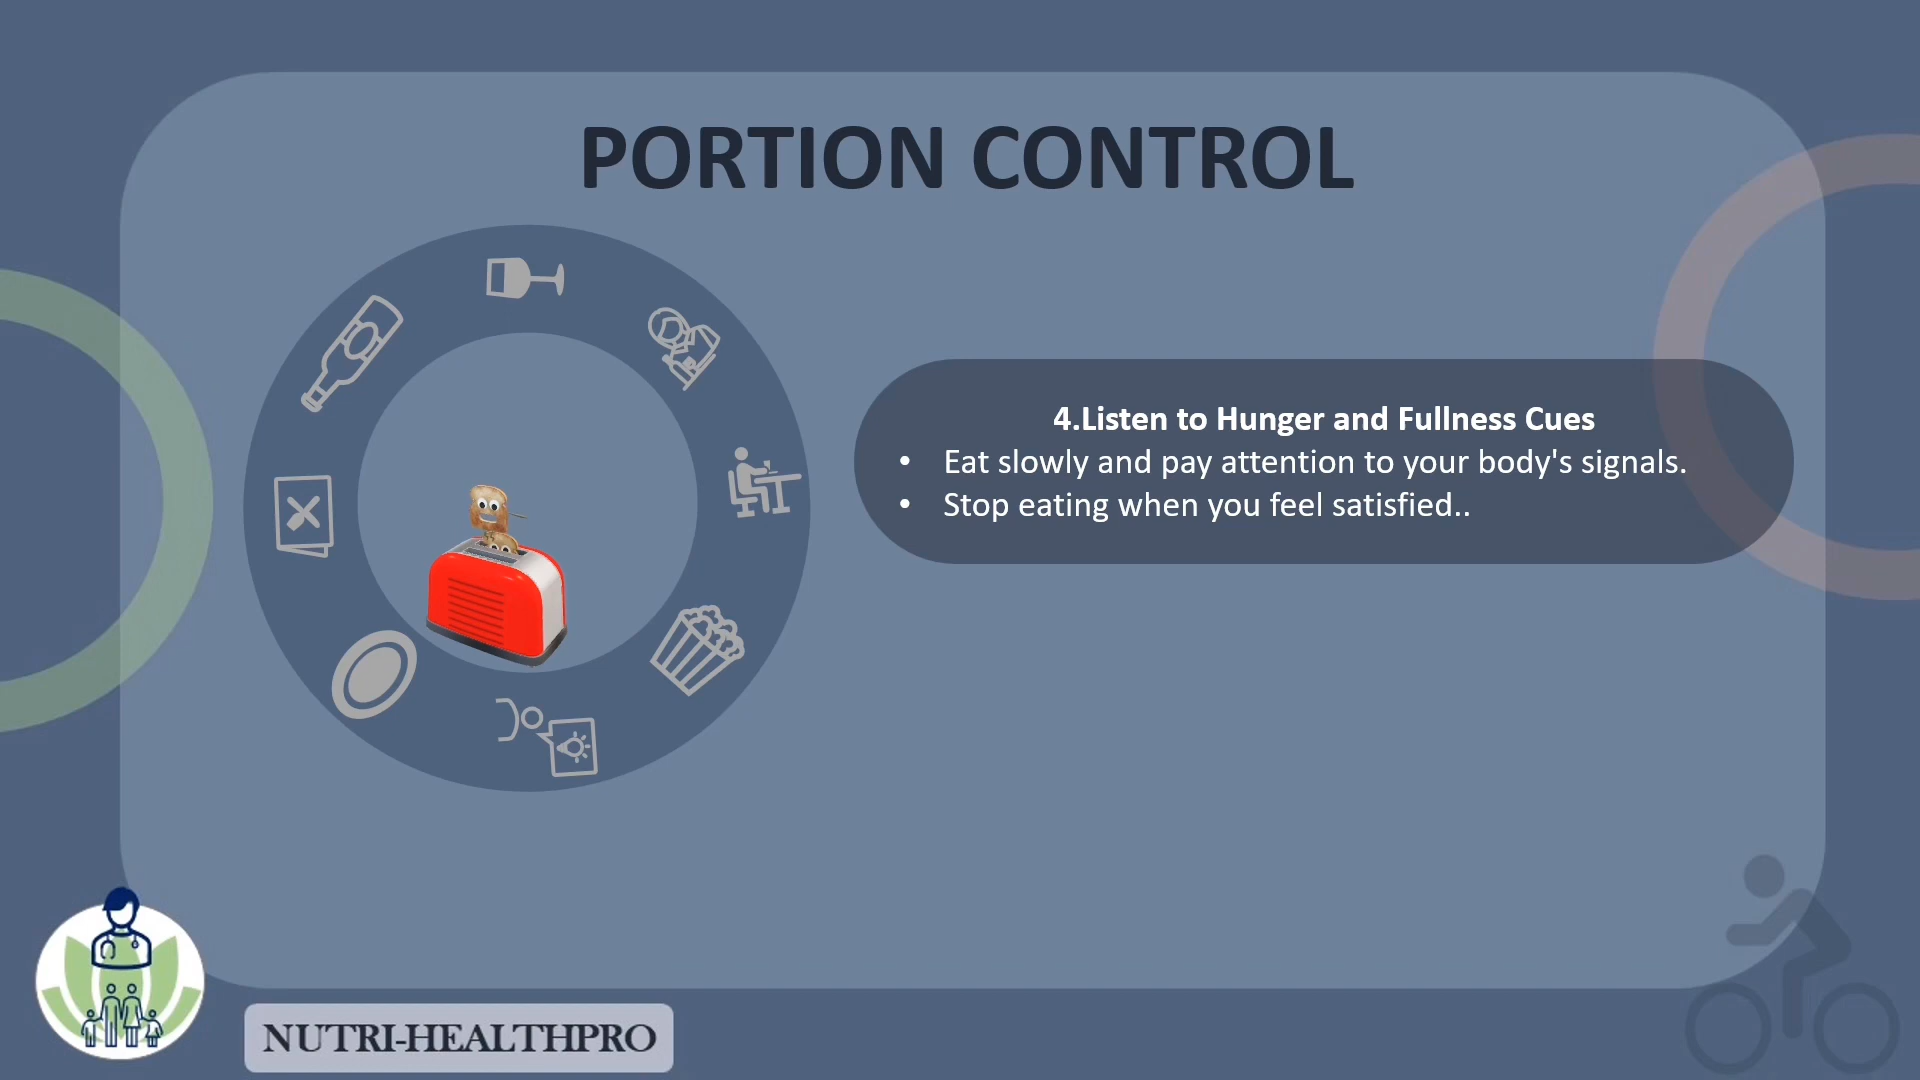 PORTION CONTROL
4.Listen to Hunger and Fullness Cues
• Eat slowly and pay attention to your body's signals.
• Stop eating when you feel satisfied..
NUTRI-HEALTHPRO